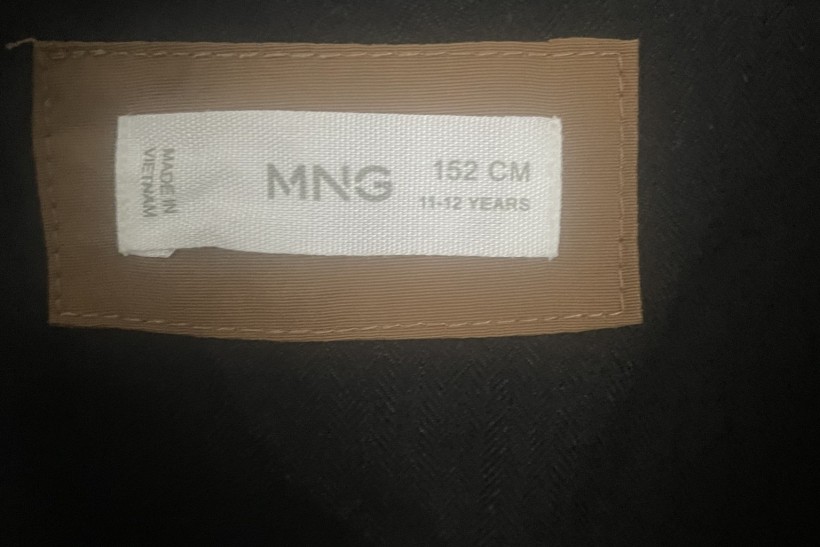 MADE IN
VIETNAM
MNG
152 CM
11-12 YEARS